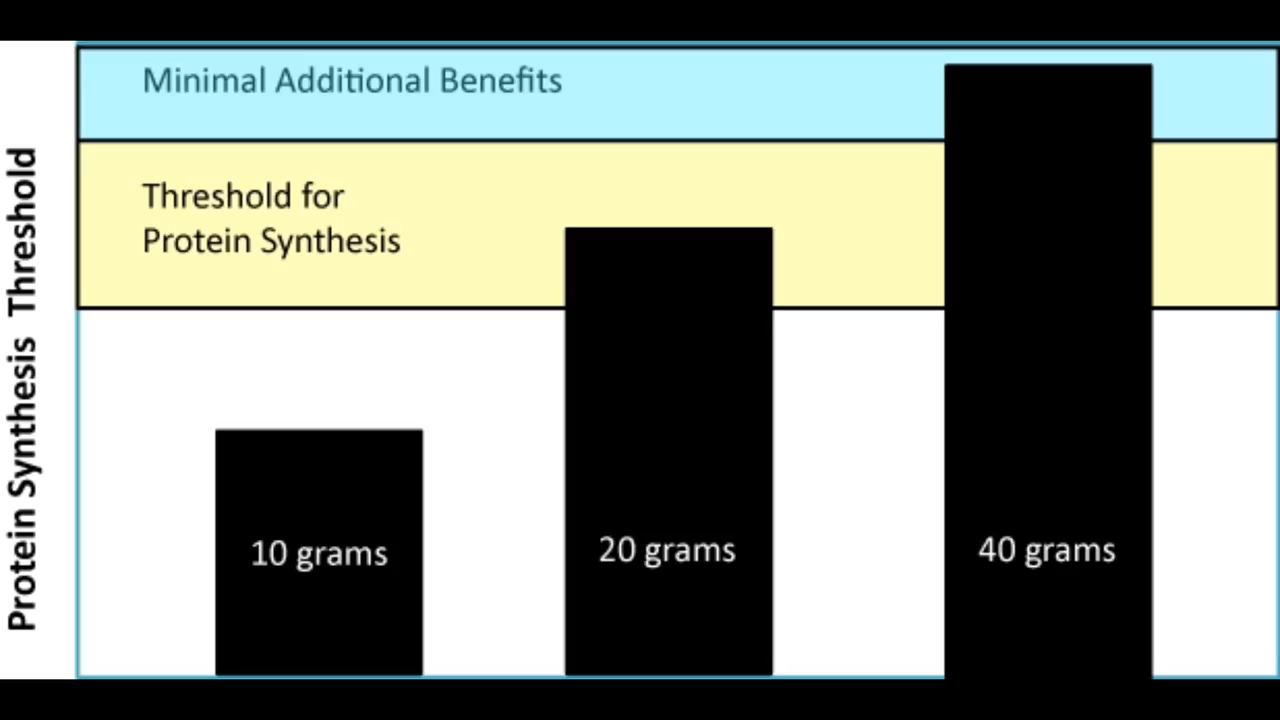 Protein Synthesis Threshold
Minimal Additional Benefits
Threshold for
Protein Synthesis
10 grams
20 grams
40 grams